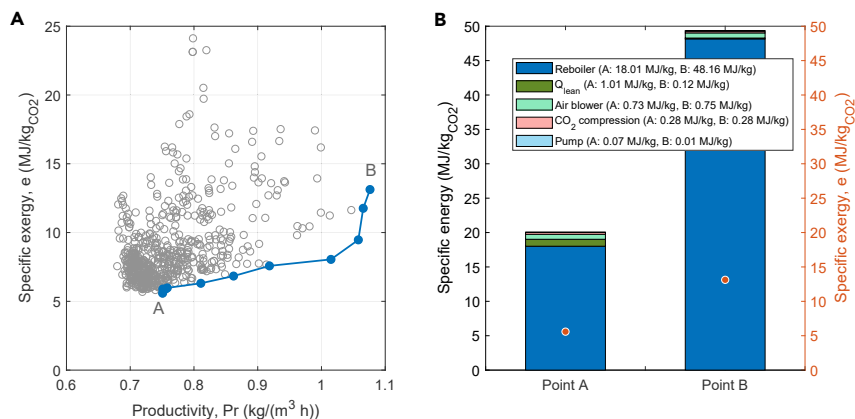 A
B
25
20
15
10
5
0
Specific exergy, e (MJ/kg_CO2)
A
B
0.6 0.7 0.8 0.9 1 1.1
Productivity, Pr (kg/(m³ h))
50
45
40
35
30
25
20
15
10
5
0
Specific energy (MJ/kg_CO2)
Reboiler (A: 18.01 MJ/kg, B: 48.16 MJ/kg)
Q_lean (A: 1.01 MJ/kg, B: 0.12 MJ/kg)
Air blower (A: 0.73 MJ/kg, B: 0.75 MJ/kg)
CO₂ compression (A: 0.28 MJ/kg, B: 0.28 MJ/kg)
Pump (A: 0.07 MJ/kg, B: 0.01 MJ/kg)
Point A Point B
50
45
40
35
30
25
20
15
10
5
0
Specific exergy, e (MJ/kg_CO2)